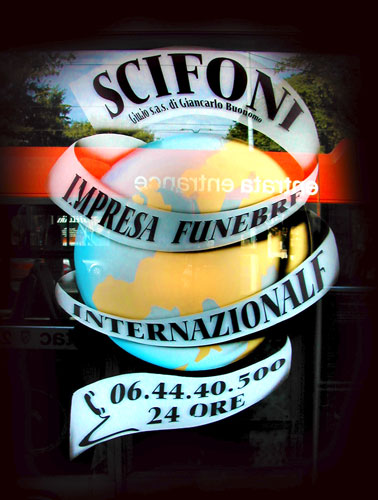 SCIFONI
Giulio s.a.s. di Giancarlo Buonomo
entrata entrance
IMPRESA FUNEBRE
INTERNAZIONALE
06.44.40.500
24 ORE